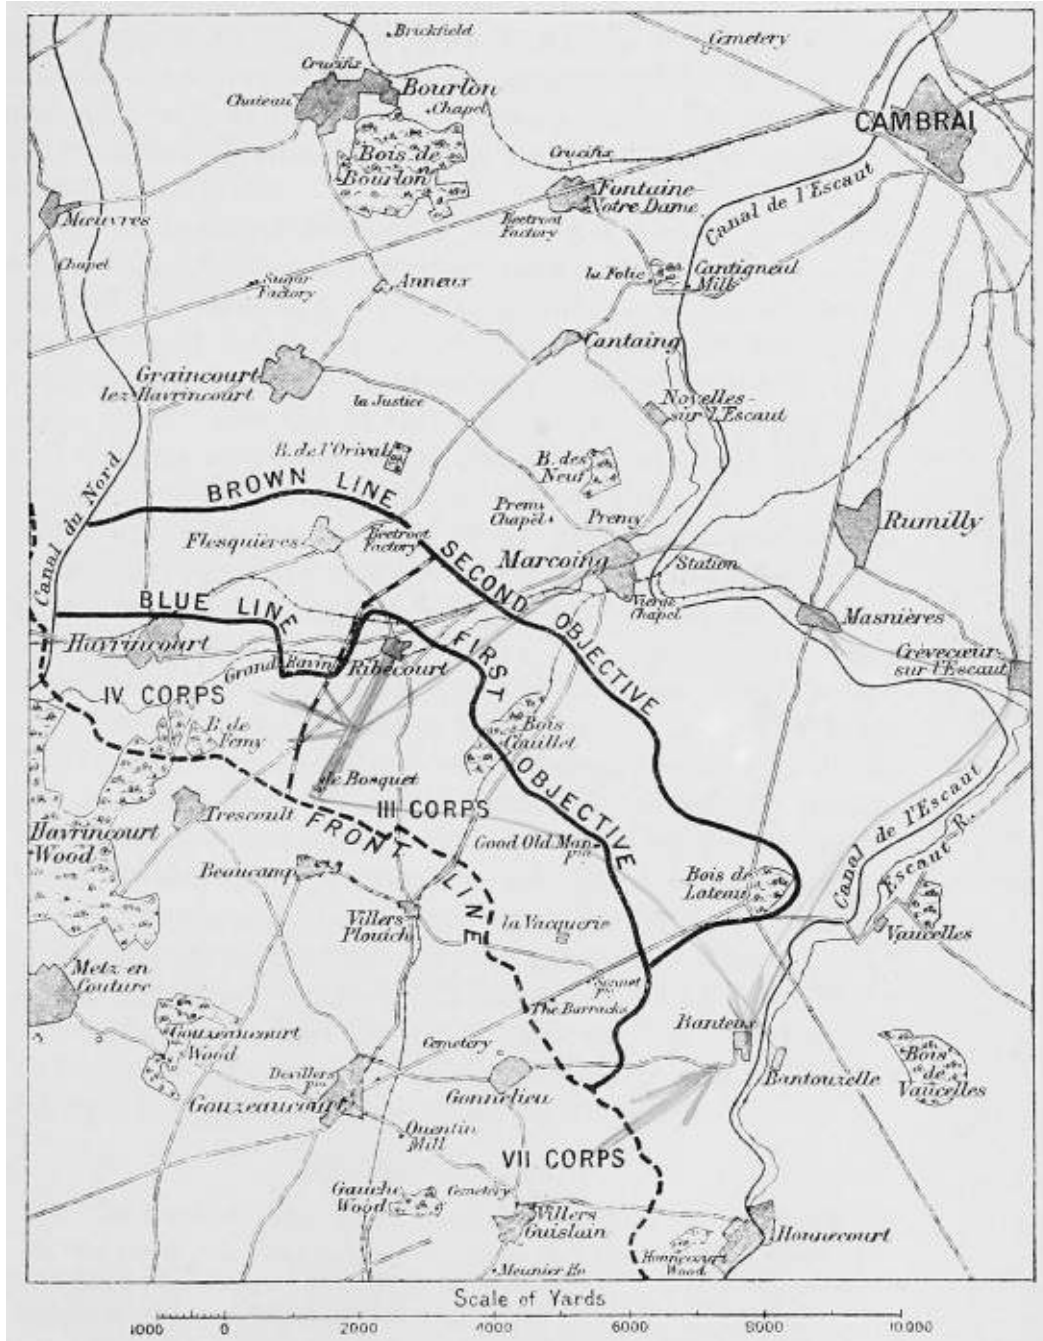 Brickfield
Cemetery
Crucifix
Chateau
Bourlon
Chapel
CAMBRAI
Bois de
Bourlon
Crucifix
Fontaine-
Notre Dame
Canal de l'Escaut
Mœuvres
Beetroot
Factory
Chapel
la Folie
Cantigneul
Mill
Sugar
Factory
Anneux
Cantaing
Graincourt
lez-Havrincourt
la Justice
Noyelles-
sur l'Escaut
B. de l'Orival
B. des
Neuf
Canal du Nord
BROWN LINE
Prem?
Chapel
Premy
Rumilly
Flesquières
Beetroot
Factory
SECOND OBJECTIVE
Marcoing
Station
BLUE LINE
Vierge
Chapel
Masnières
Havrincourt
Grand Ravin
Ribécourt
FIRST OBJECTIVE
Crèvecœur-
sur l'Escaut
IV CORPS
B. de
Femy
Bois
Couillet
de Bosquet
Trescoult
III CORPS
FRONT LINE
Havrincourt
Wood
Good Old Man
Canal de l'Escaut
Escaut R.
Beaucamp
Bois de
Lateau
Villers
Plouich
la Vacquerie
Vaucelles
Metz en
Couture
Sonnet
The Barracks
Gouzeaucourt
Wood
Banteux
Cemetery
Bois
de
Vaucelles
Bantouzelle
Dovillers
Gouzeaucourt
Gonnelieu
Quentin
Mill
VII CORPS
Gauche
Wood
Cemetery
Villers
Guislain
Honnecourt
Honnecourt
Wood
Meunier Ho
Scale of Yards
1000 0 2000 4000 6000 8000 10,000